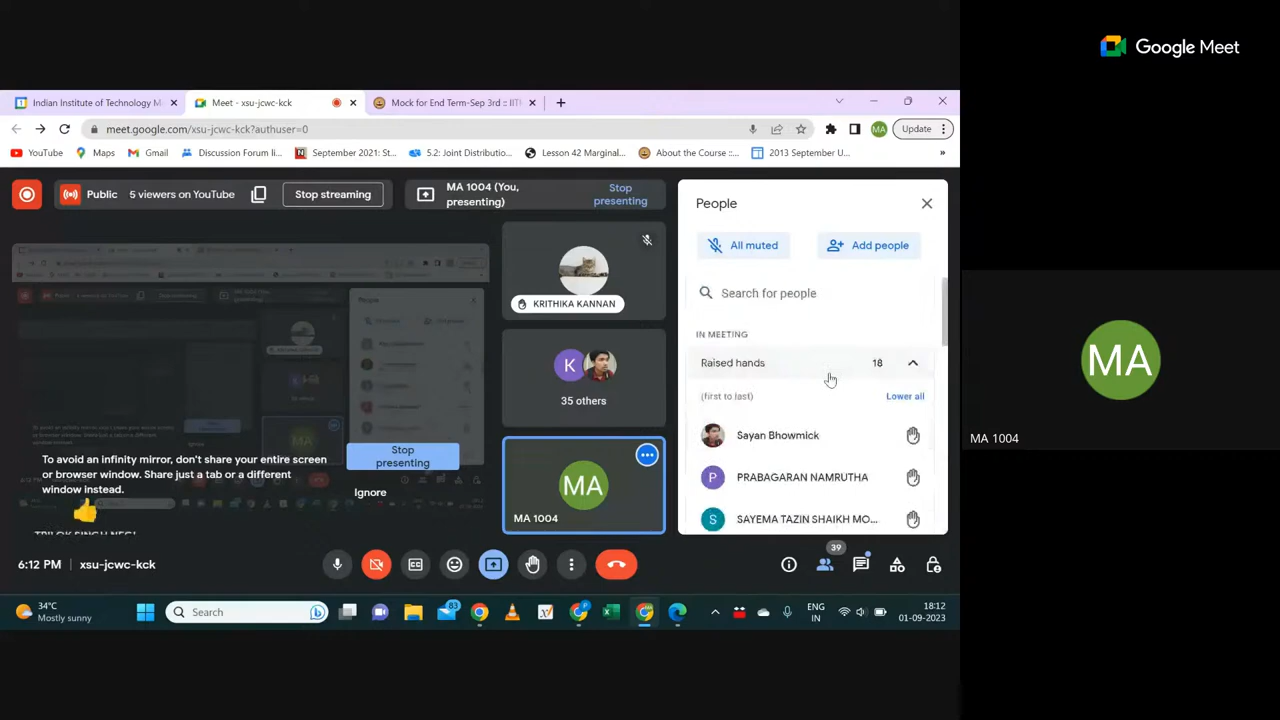 Google Meet
Indian Institute of Technology M
Meet - xsu-jcwc-kck
Mock for End Term-Sep 3rd :: IIT
meet.google.com/xsu-jcwc-kck?authuser=0
MA
Update
YouTube
Maps
Gmail
Discussion Forum li...
September 2021: St...
5.2: Joint Distributio...
Lesson 42 Marginal...
About the Course ::...
2013 September U...
»
Public
5 viewers on YouTube
Stop streaming
MA 1004 (You,
presenting)
Stop
presenting
People
All muted
Add people
Search for people
IN MEETING
Raised hands
18
(first to last)
Lower all
Sayan Bhowmick
P
PRABAGARAN NAMRUTHA
S
SAYEMA TAZIN SHAIKH MO...
KRITHIKA KANNAN
K
35 others
MA
MA 1004
To avoid an infinity mirror, don't share your entire screen
or browser window. Share just a tab or a different
window instead.
Stop
presenting
Ignore
MA
MA 1004
6:12 PM
xsu-jcwc-kck
39
34°C
Mostly sunny
Search
83
ENG
IN
18:12
01-09-2023